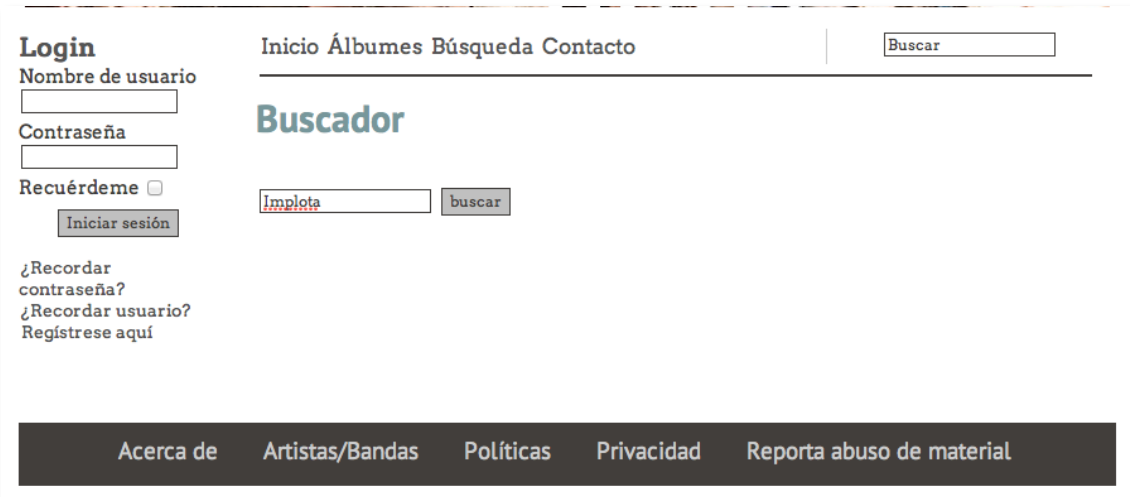 Login
Nombre de usuario
Contraseña
Recuérdeme
Iniciar sesión
¿Recordar
contraseña?
¿Recordar usuario?
Regístrese aquí
Inicio Álbumes Búsqueda Contacto
Buscar
Buscador
Implota
buscar
Acerca de Artistas/Bandas Políticas Privacidad Reporta abuso de material